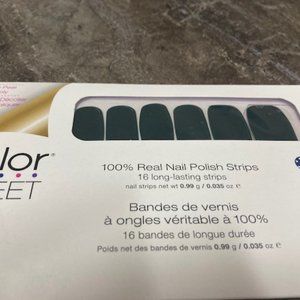 Peel
Décoller
lor
EET
100% Real Nail Polish Strips
16 long-lasting strips
nail strips net wt 0.99 g / 0.035 oz ℮
Bandes de vernis
à ongles véritable à 100%
16 bandes de longue durée
Poids net des bandes de vernis 0.99 g / 0.035 oz ℮